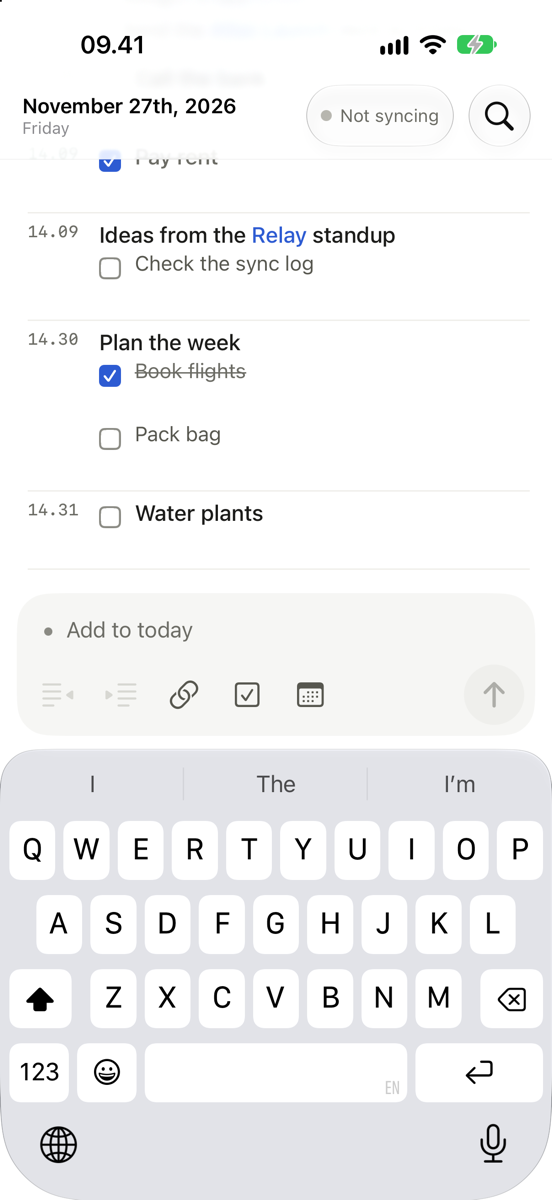 09.41
November 27th, 2026
Friday
Not syncing
Pay rent
14.09
Ideas from the Relay standup
Check the sync log
14.30
Plan the week
Book flights
Pack bag
14.31
Water plants
Add to today
I
The
I'm
Q W E R T Y U I O P
A S D F G H J K L
Z X C V B N M
123
EN